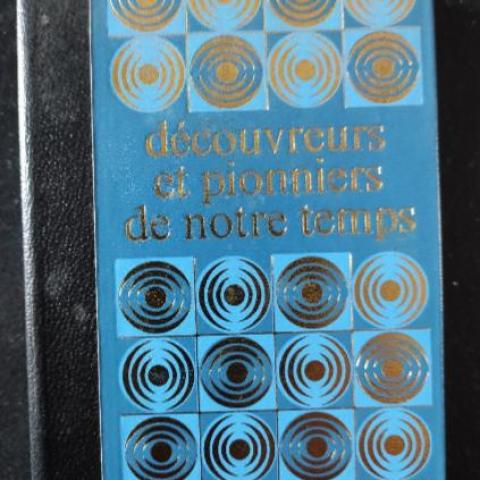 découvreurs
et pionniers
de notre temps